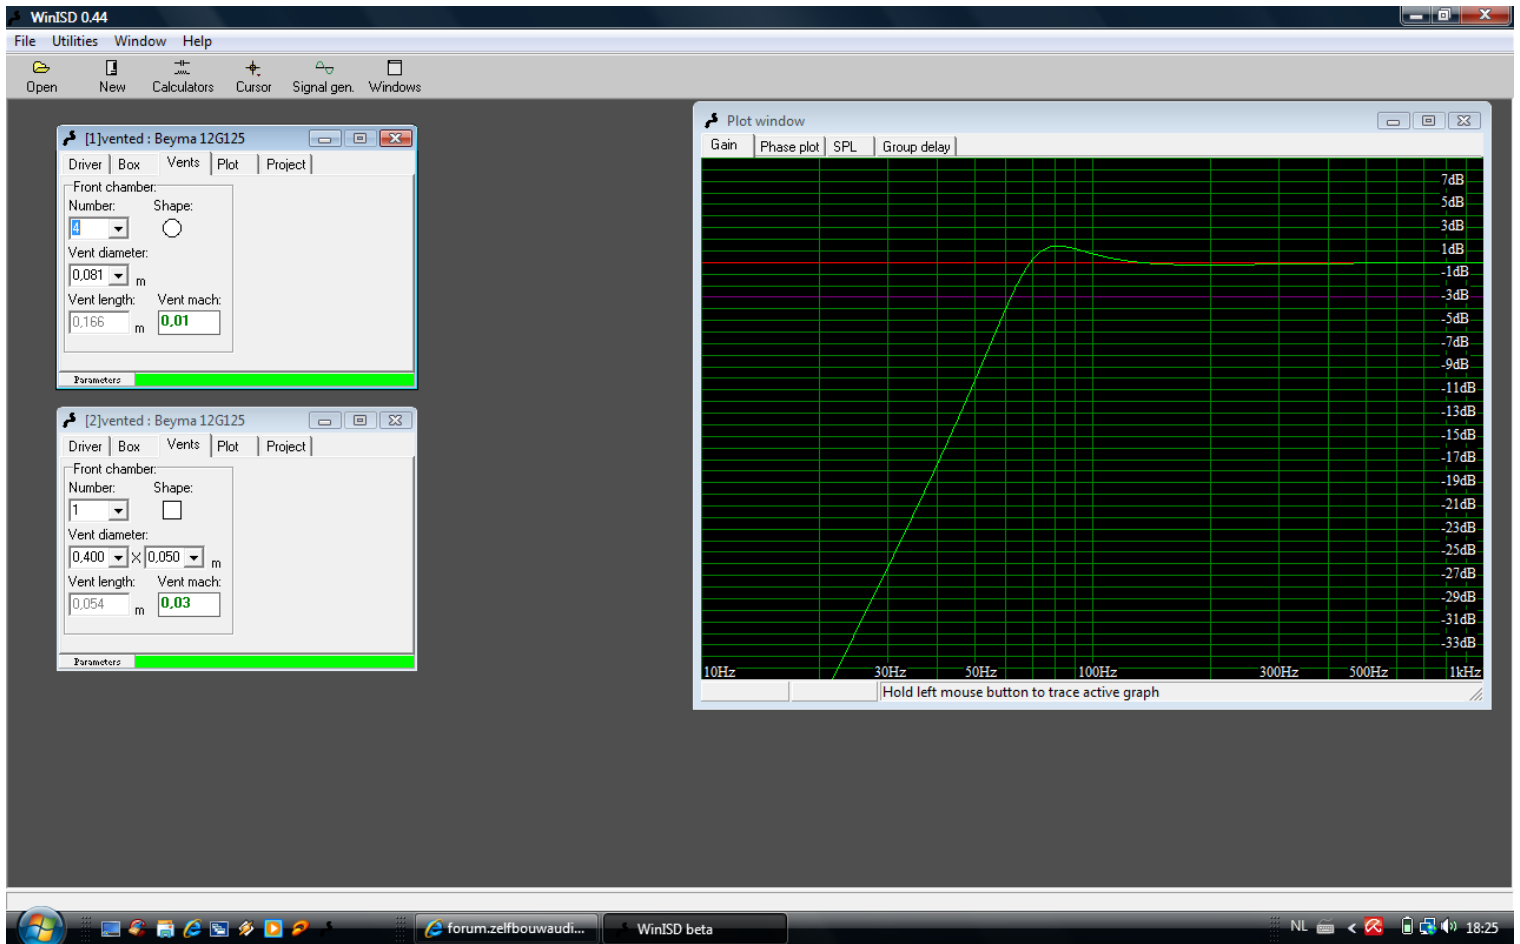 WinISD 0.44
File Utilities Window Help
Open New Calculators Cursor Signal gen. Windows
[1]vented : Beyma 12G125
Driver Box Vents Plot Project
Front chamber:
Number: Shape:
4
Vent diameter:
0,081 m
Vent length: Vent mach:
0,166 m 0,01
Parameters
[2]vented : Beyma 12G125
Driver Box Vents Plot Project
Front chamber:
Number: Shape:
1
Vent diameter:
0,400 X 0,050 m
Vent length: Vent mach:
0,054 m 0,03
Parameters
Plot window
Gain Phase plot SPL Group delay
7dB
5dB
3dB
1dB
-1dB
-3dB
-5dB
-7dB
-9dB
-11dB
-13dB
-15dB
-17dB
-19dB
-21dB
-23dB
-25dB
-27dB
-29dB
-31dB
-33dB
10Hz 30Hz 50Hz 100Hz 300Hz 500Hz 1kHz
Hold left mouse button to trace active graph
forum.zelfbouwaudi... WinISD beta NL 18:25